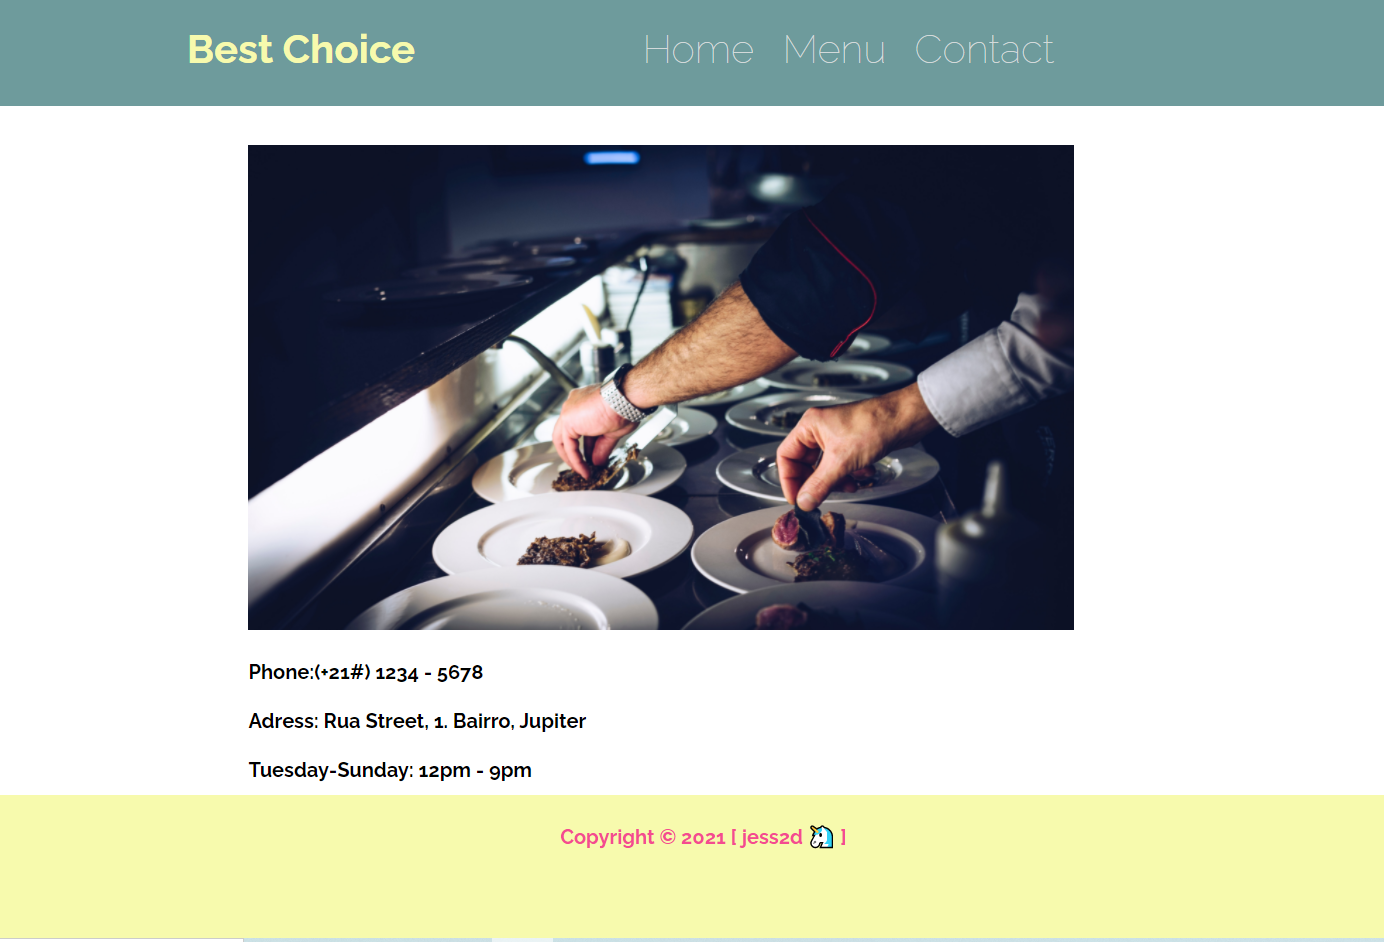 Best Choice
Home Menu Contact
Phone:(+21#) 1234 - 5678
Adress: Rua Street, 1. Bairro, Jupiter
Tuesday-Sunday: 12pm - 9pm
Copyright © 2021 [ jess2d 🦄 ]